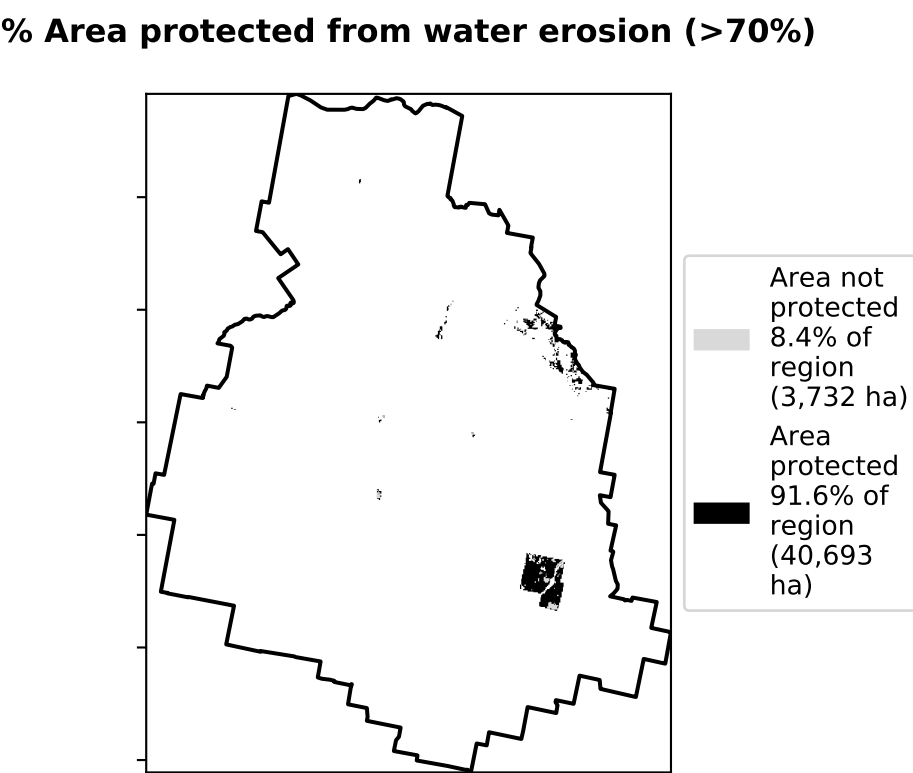 % Area protected from water erosion (>70%)
Area not
protected
8.4% of
region
(3,732 ha)
Area
protected
91.6% of
region
(40,693
ha)